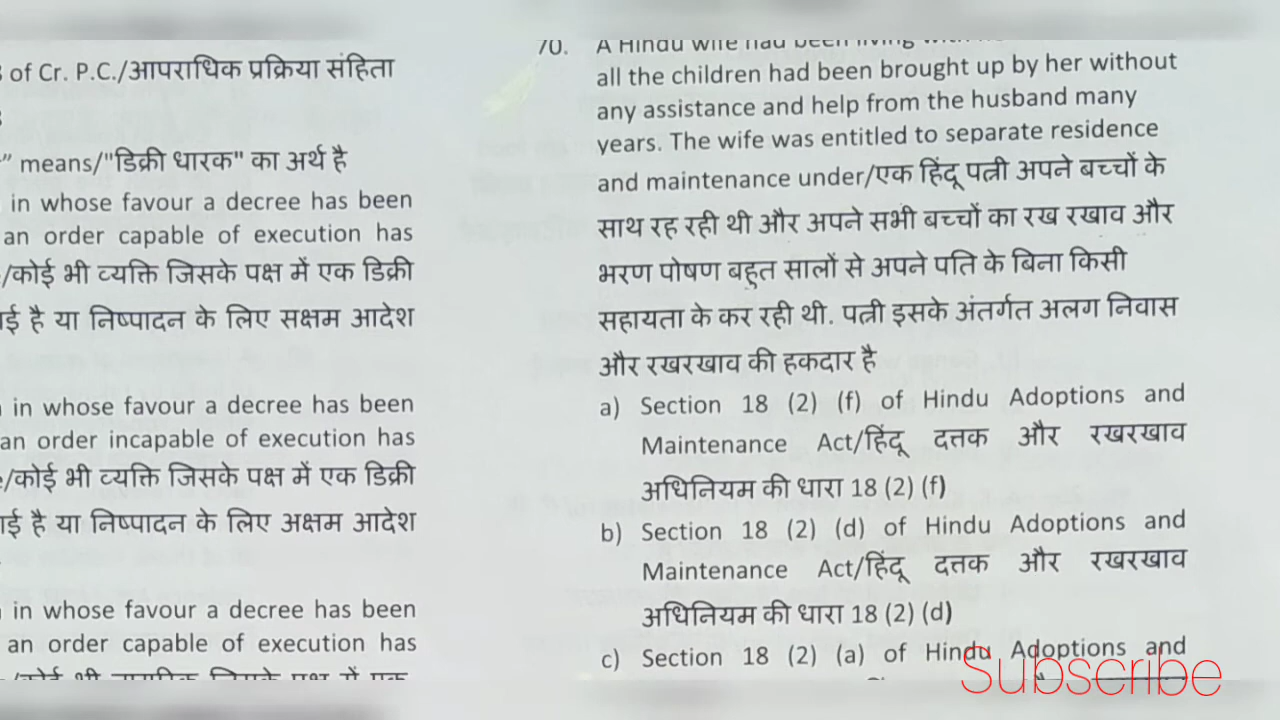 of Cr. P.C./आपराधिक प्रक्रिया संहिता
” means/"डिक्री धारक" का अर्थ है
in whose favour a decree has been
an order capable of execution has
/कोई भी व्यक्ति जिसके पक्ष में एक डिक्री
है या निष्पादन के लिए सक्षम आदेश
in whose favour a decree has been
an order incapable of execution has
/कोई भी व्यक्ति जिसके पक्ष में एक डिक्री
है या निष्पादन के लिए अक्षम आदेश
in whose favour a decree has been
an order capable of execution has
70. A Hindu wife had been living with
all the children had been brought up by her without
any assistance and help from the husband many
years. The wife was entitled to separate residence
and maintenance under/एक हिंदू पत्नी अपने बच्चों के
साथ रह रही थी और अपने सभी बच्चों का रख रखाव और
भरण पोषण बहुत सालों से अपने पति के बिना किसी
सहायता के कर रही थी. पत्नी इसके अंतर्गत अलग निवास
और रखरखाव की हकदार है
a) Section 18 (2) (f) of Hindu Adoptions and
Maintenance Act/हिंदू दत्तक और रखरखाव
अधिनियम की धारा 18 (2) (f)
b) Section 18 (2) (d) of Hindu Adoptions and
Maintenance Act/हिंदू दत्तक और रखरखाव
अधिनियम की धारा 18 (2) (d)
c) Section 18 (2) (a) of Hindu Adoptions and
Subscribe